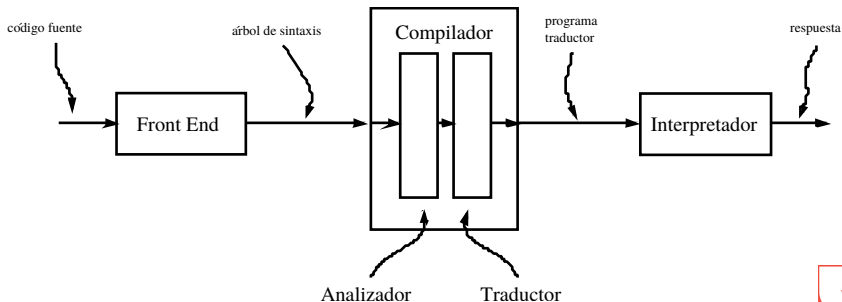 código fuente
árbol de sintaxis
Compilador
programa
traductor
respuesta
Front End
Interpretador
Analizador
Traductor